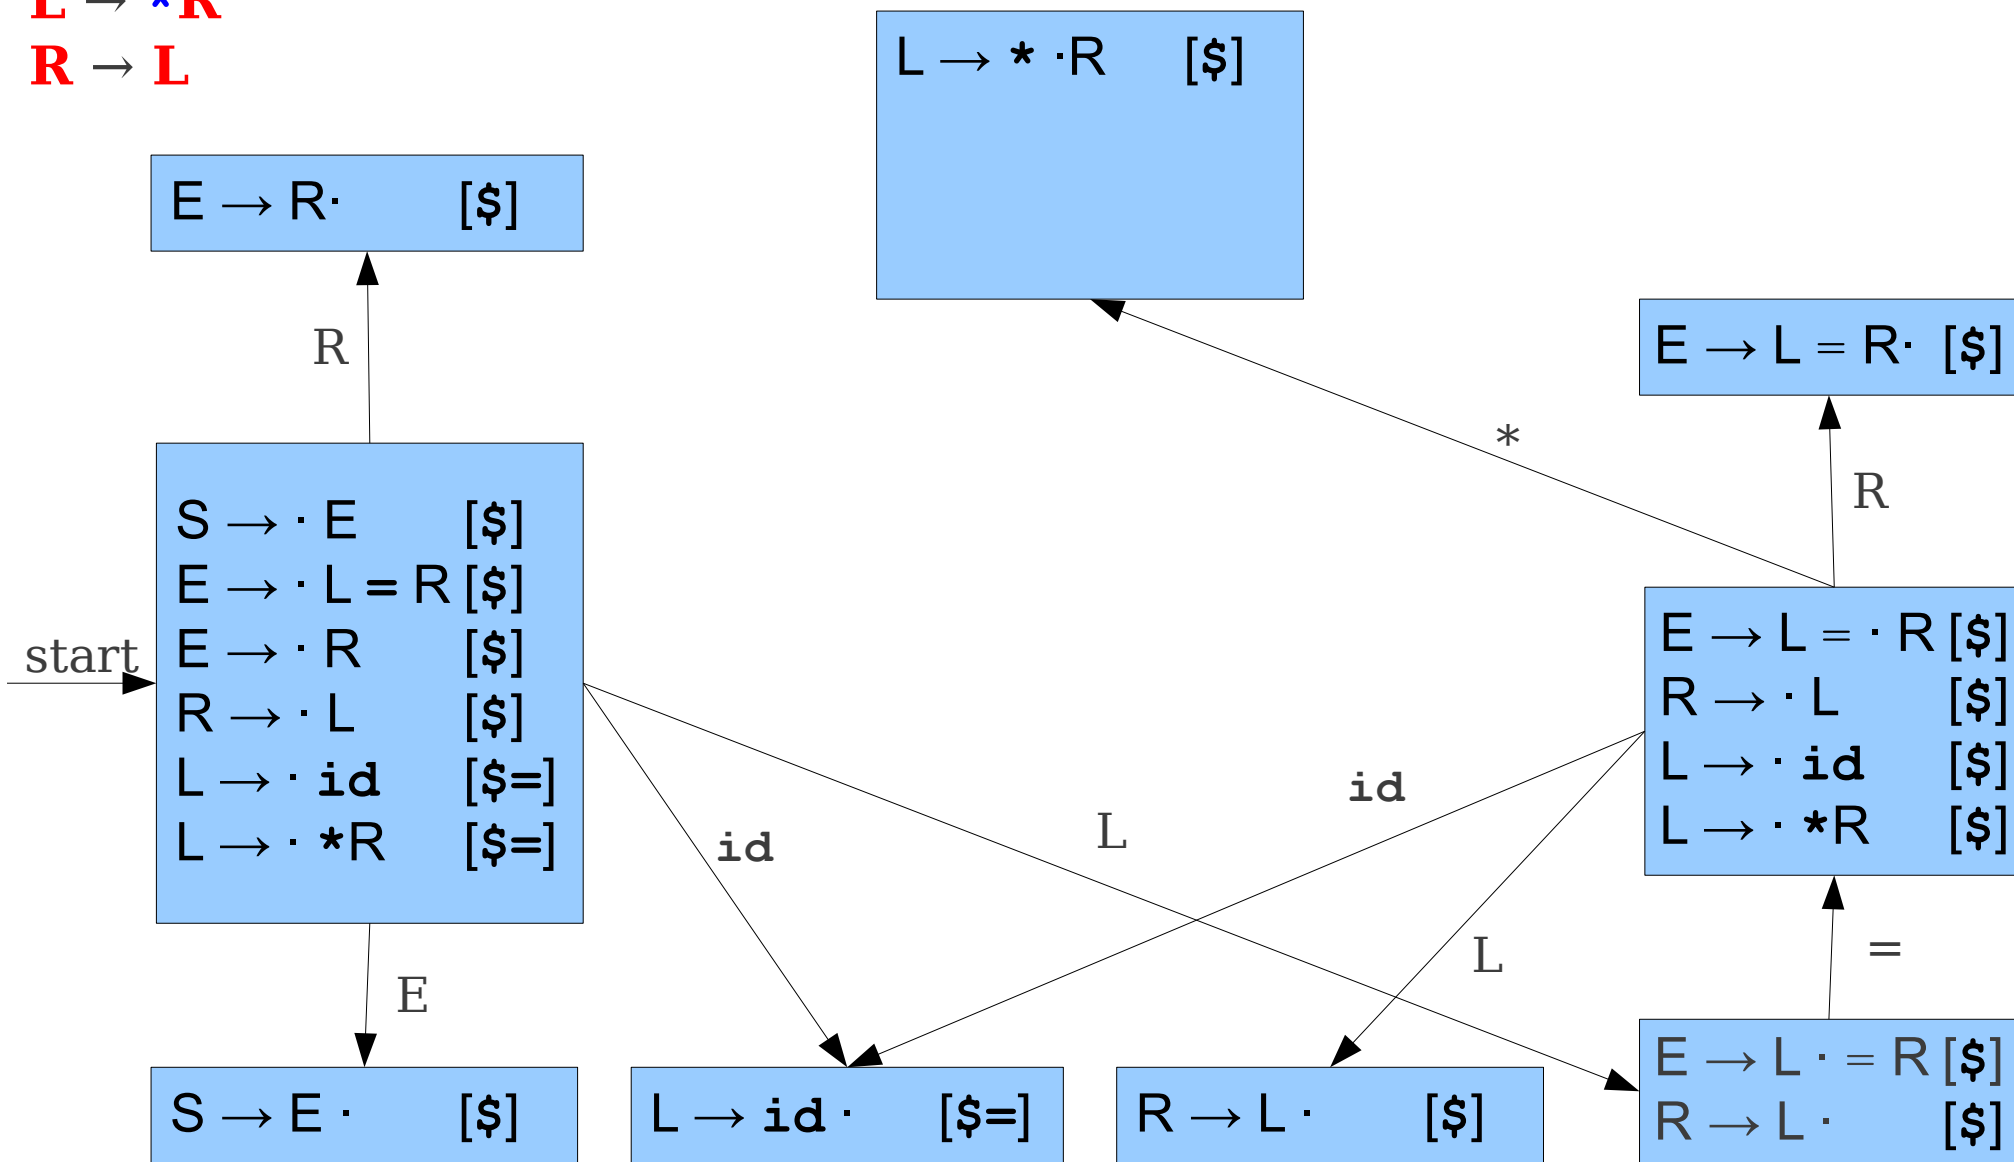 L → *R
R → L
L → * ·R [$]
E → R· [$]
R
E → L = R· [$]
*
R
S → · E [$]
E → · L = R [$]
E → · R [$]
R → · L [$]
L → · id [$=]
L → · *R [$=]
start
E → L = · R [$]
R → · L [$]
L → · id [$]
L → · *R [$]
id
L
id
L
=
E
S → E · [$]
L → id · [$=]
R → L · [$]
E → L · = R [$]
R → L · [$]